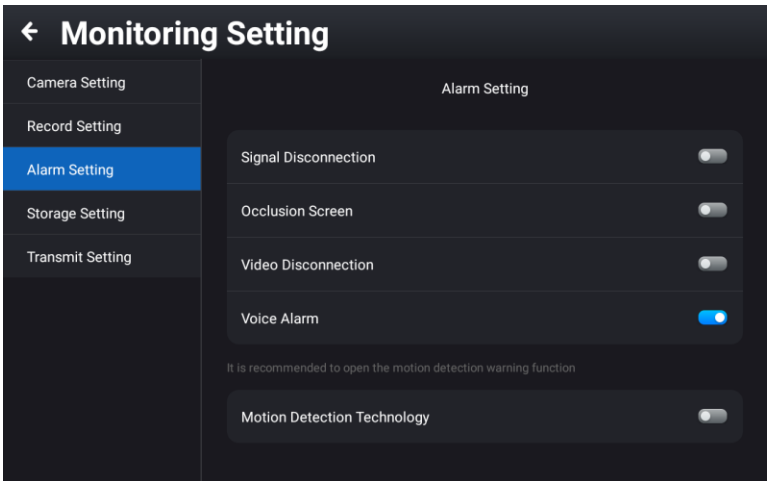 Monitoring Setting
Camera Setting
Record Setting
Alarm Setting
Storage Setting
Transmit Setting
Alarm Setting
Signal Disconnection
Occlusion Screen
Video Disconnection
Voice Alarm
It is recommended to open the motion detection warning function
Motion Detection Technology